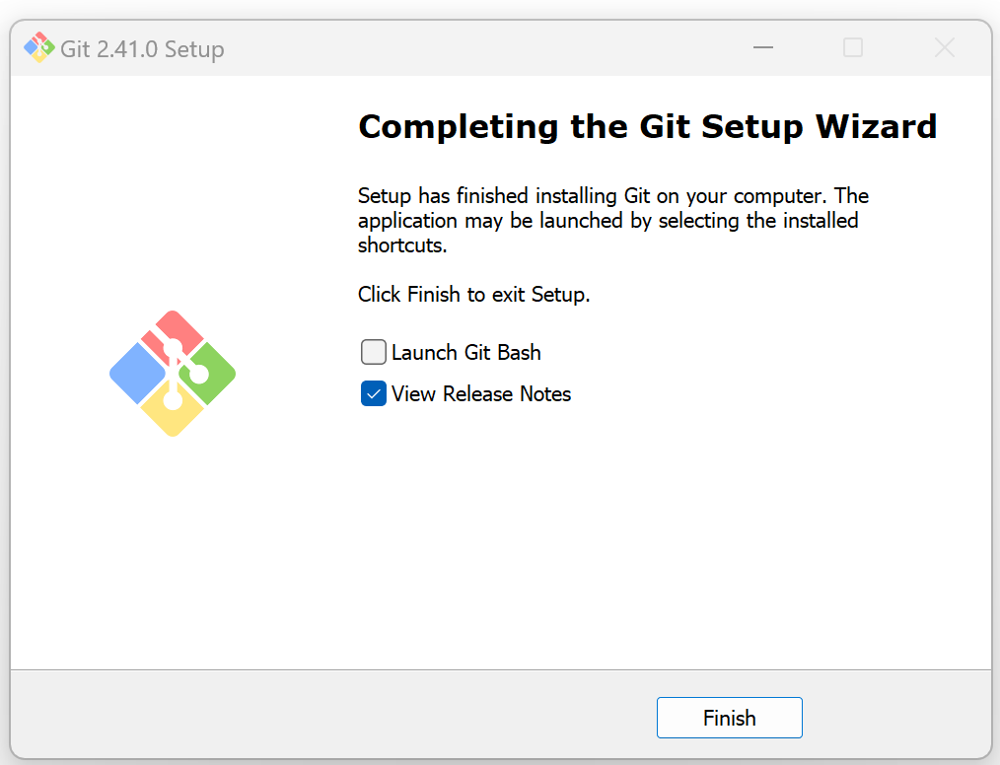 Git 2.41.0 Setup
Completing the Git Setup Wizard
Setup has finished installing Git on your computer. The
application may be launched by selecting the installed
shortcuts.
Click Finish to exit Setup.
Launch Git Bash
View Release Notes
Finish